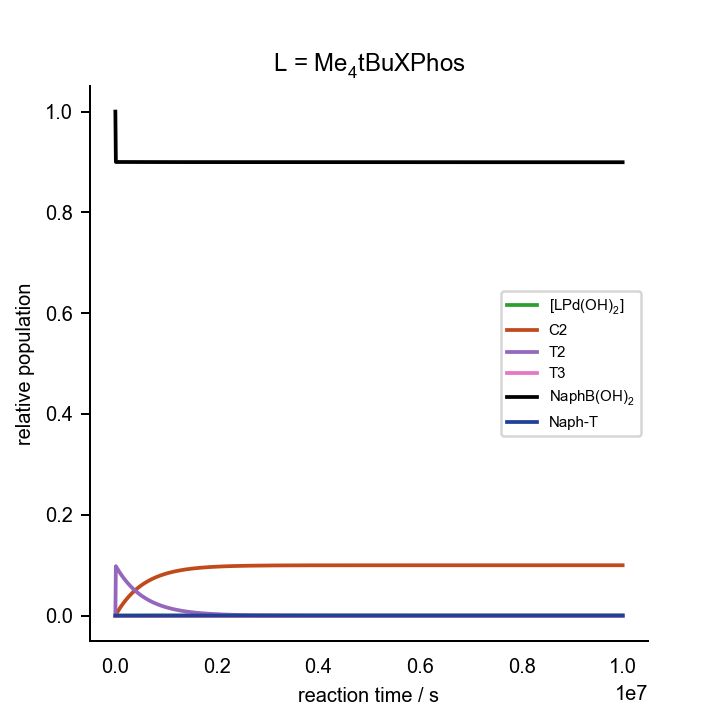 L = Me₄tBuXPhos
1.0
0.8
0.6
0.4
0.2
0.0
relative population
[LPd(OH)₂]
C2
T2
T3
NaphB(OH)₂
Naph-T
0.0 0.2 0.4 0.6 0.8 1.0
1e7
reaction time / s